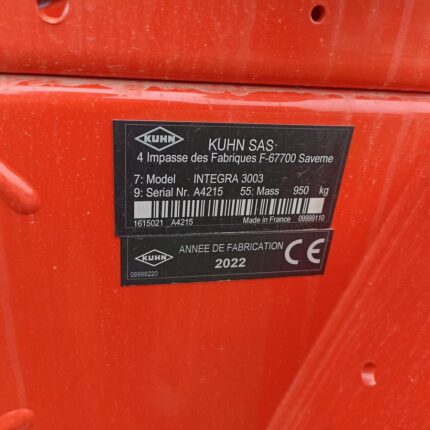 KUHN
KUHN SAS
4 Impasse des Fabriques F-67700 Saverne
7: Model INTEGRA 3003
9: Serial Nr. A4215 55: Mass 950 kg
1615021 A4215 Made in France 09999110
KUHN
ANNEE DE FABRICATION
2022
CE
09999220